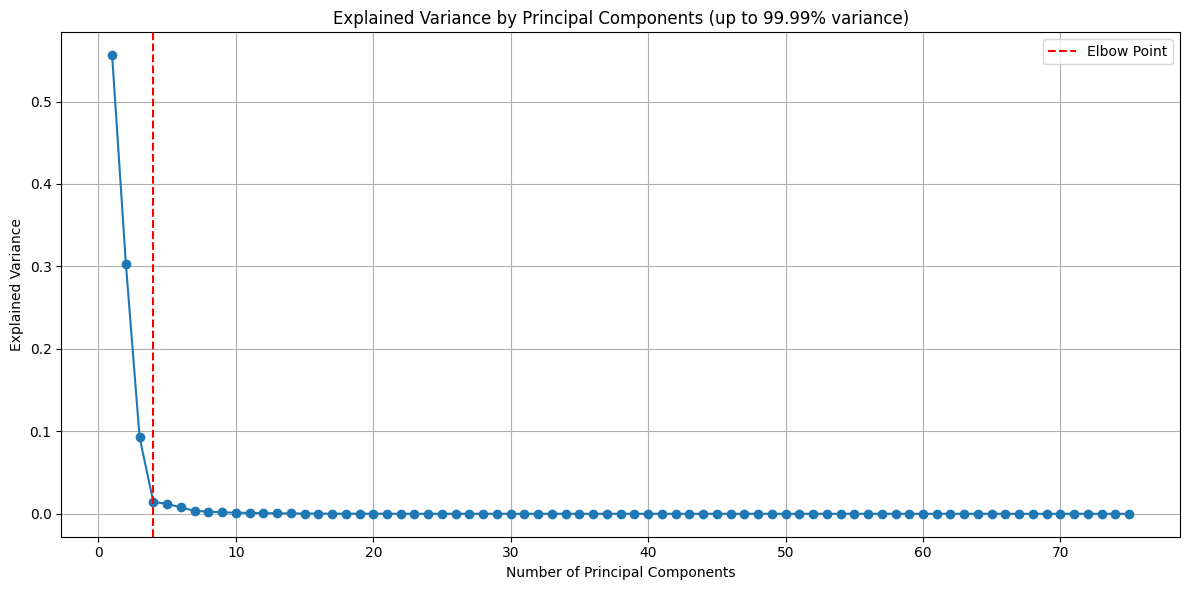 Explained Variance by Principal Components (up to 99.99% variance)
Elbow Point
Explained Variance
0.5
0.4
0.3
0.2
0.1
0.0
0 10 20 30 40 50 60 70
Number of Principal Components